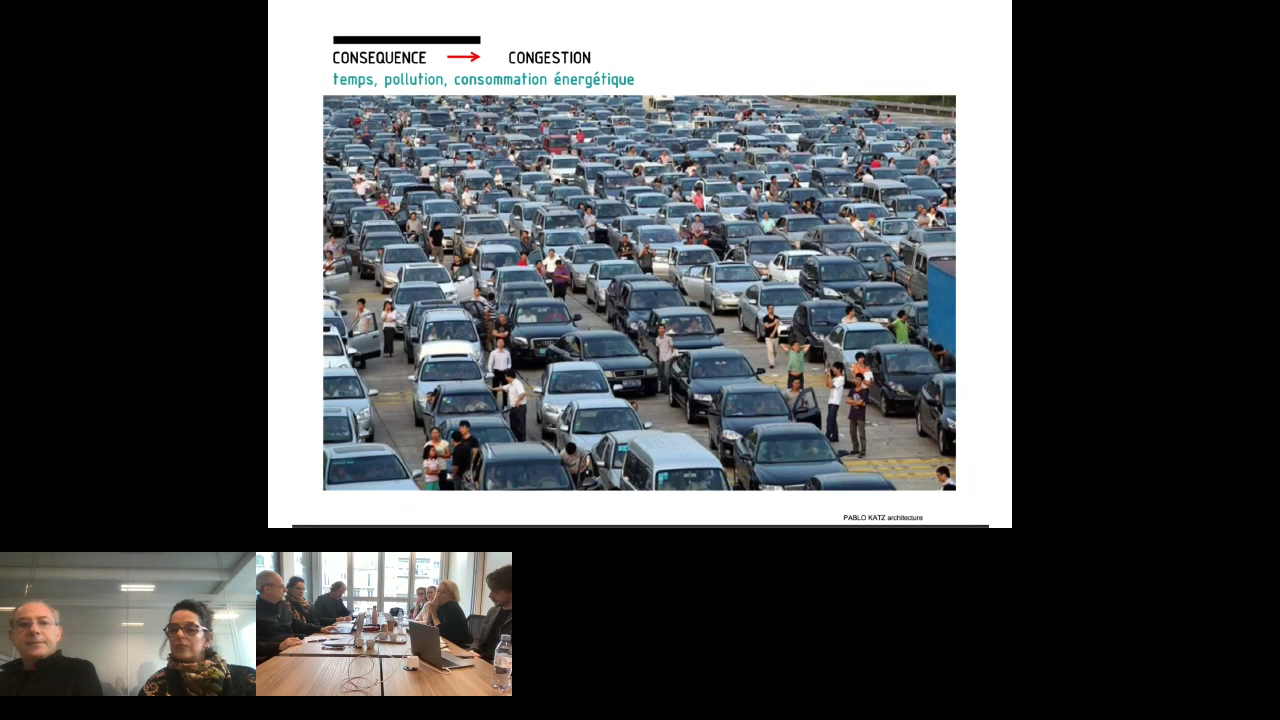 CONSEQUENCE → CONGESTION
temps, pollution, consommation énergétique
PABLO KATZ architecture